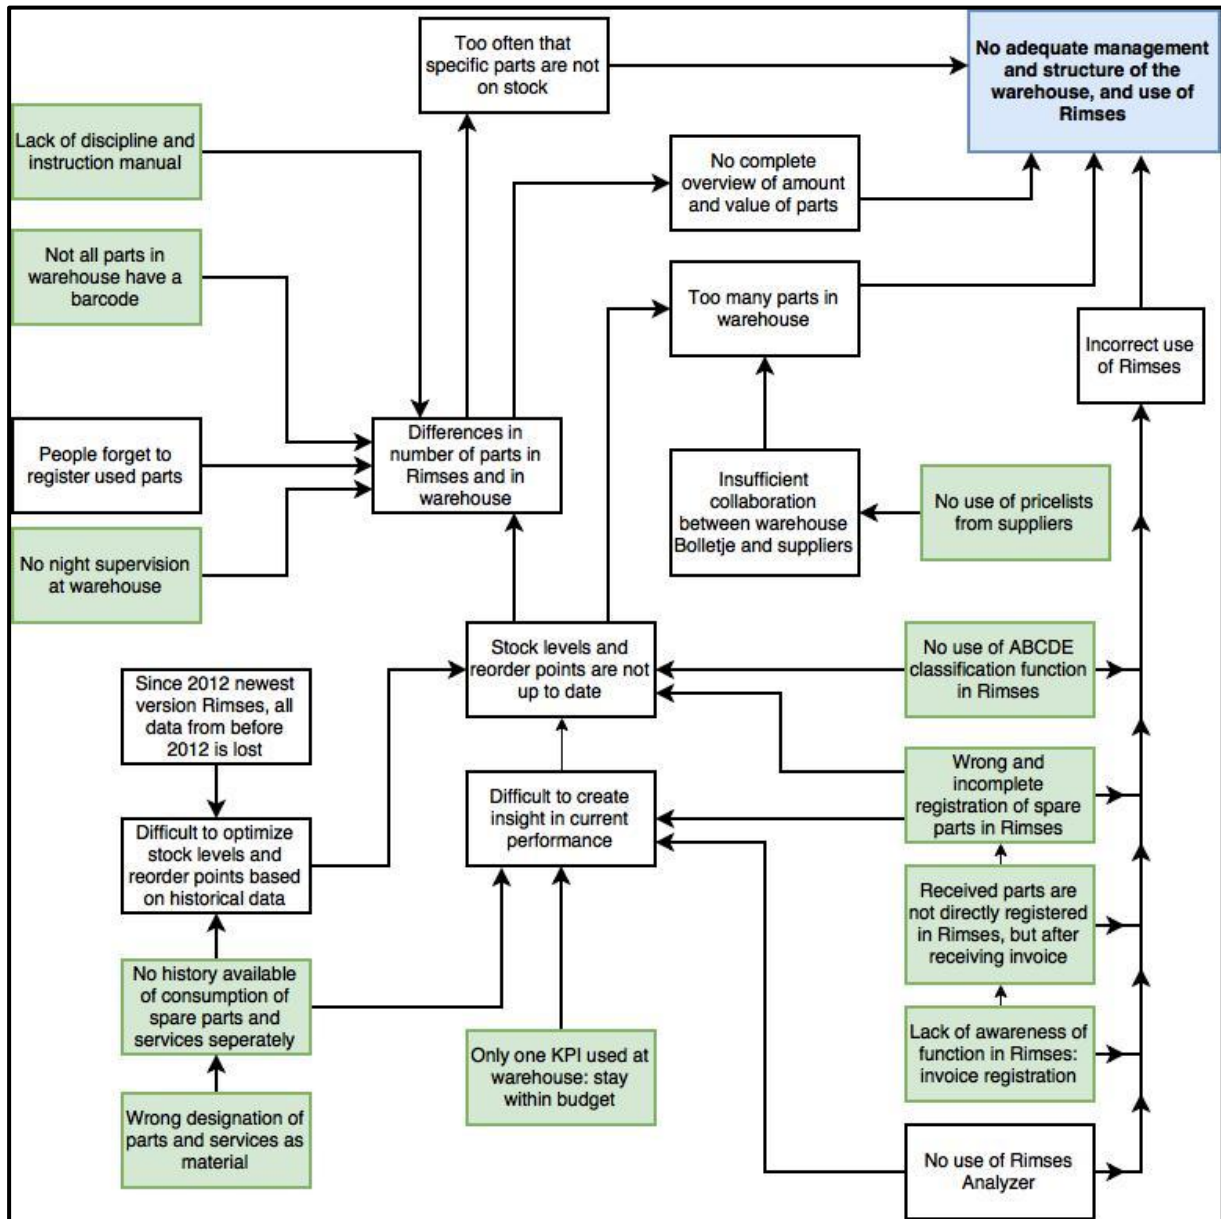 Too often that
specific parts are not
on stock
No adequate management
and structure of the
warehouse, and use of
Rimses
Lack of discipline and
instruction manual
No complete
overview of amount
and value of parts
Not all parts in
warehouse have a
barcode
Too many parts in
warehouse
Incorrect use
of Rimses
People forget to
register used parts
Differences in
number of parts in
Rimses and in
warehouse
Insufficient
collaboration
between warehouse
Bolletje and suppliers
No use of pricelists
from suppliers
No night supervision
at warehouse
Stock levels and
reorder points are not
up to date
No use of ABCDE
classification function
in Rimses
Since 2012 newest
version Rimses, all
data from before
2012 is lost
Difficult to create
insight in current
performance
Wrong and
incomplete
registration of spare
parts in Rimses
Difficult to optimize
stock levels and
reorder points based
on historical data
Received parts are
not directly registered
in Rimses, but after
receiving invoice
No history available
of consumption of
spare parts and
services seperately
Only one KPI used at
warehouse: stay
within budget
Lack of awareness of
function in Rimses:
invoice registration
Wrong designation of
parts and services as
material
No use of Rimses
Analyzer